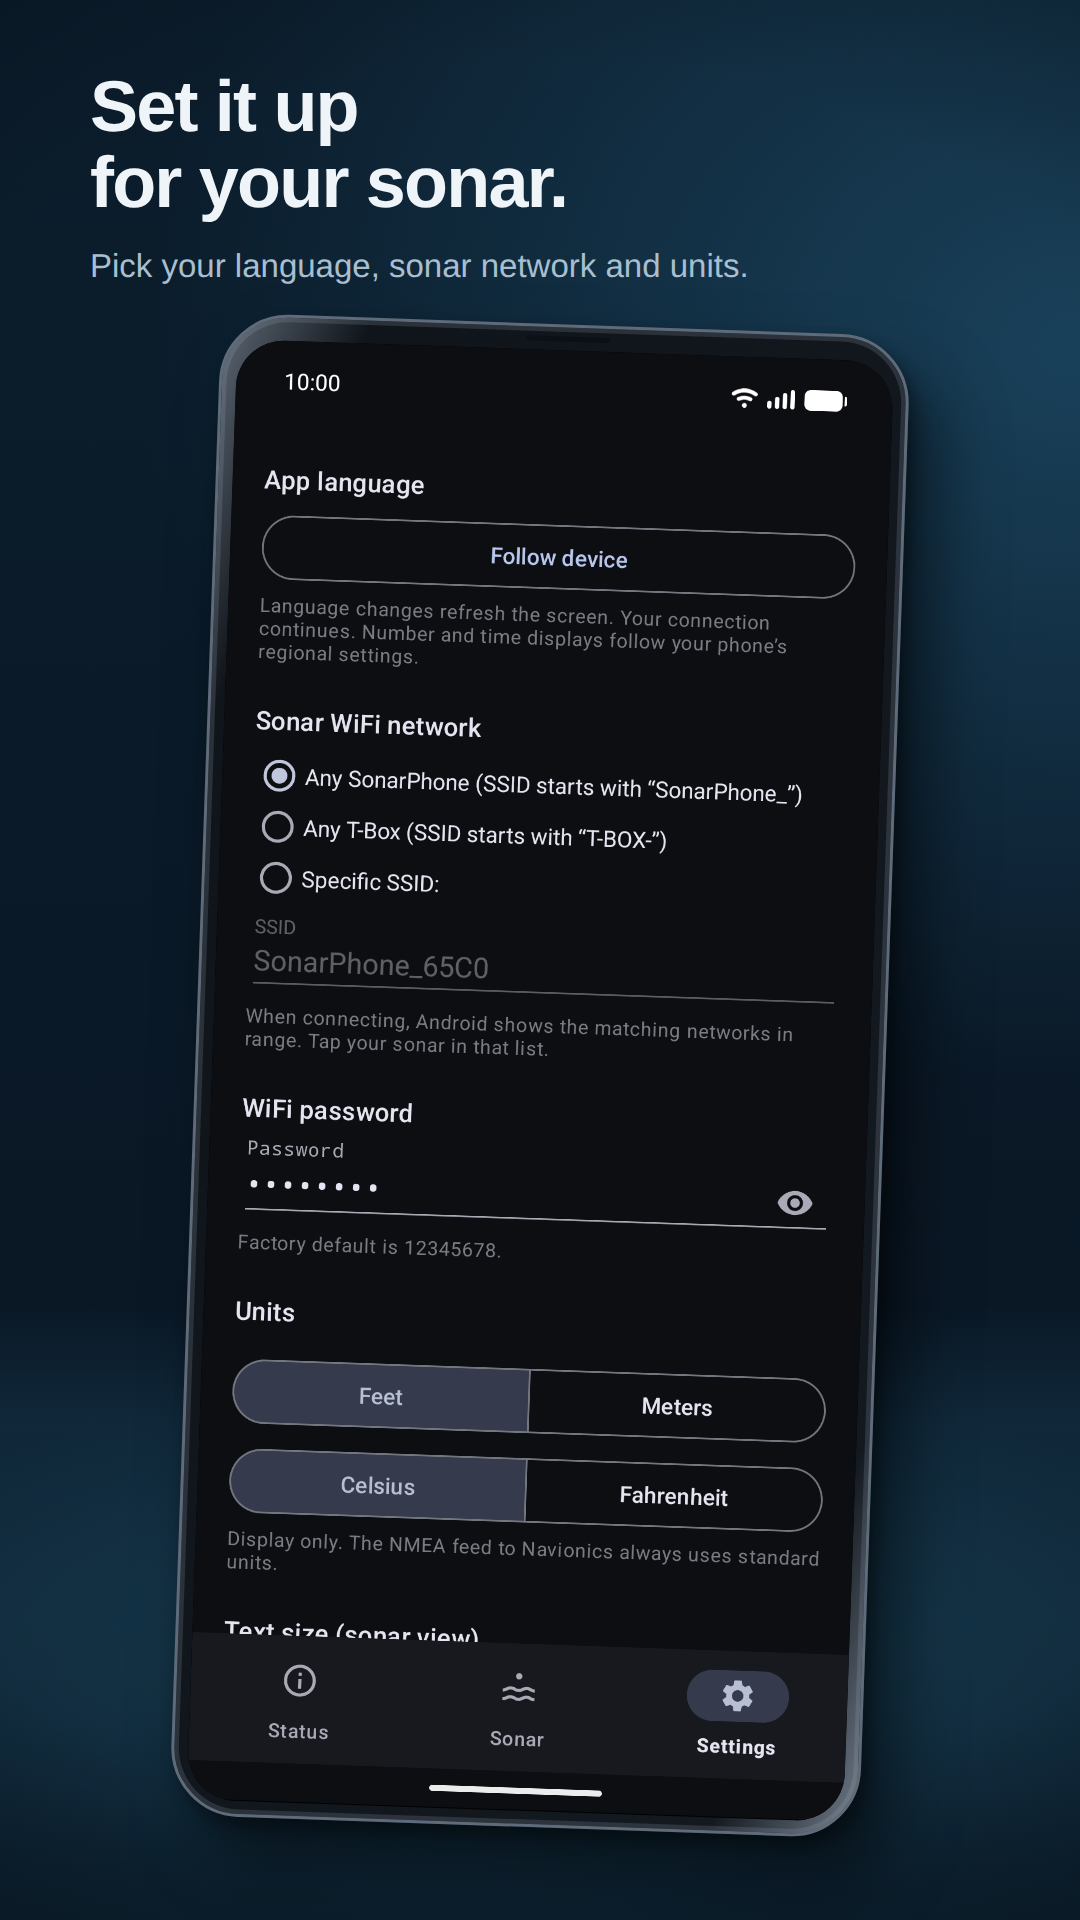 Set it up
for your sonar.
Pick your language, sonar network and units.
10:00
App language
Follow device
Language changes refresh the screen. Your connection
continues. Number and time displays follow your phone’s
regional settings.
Sonar WiFi network
Any SonarPhone (SSID starts with “SonarPhone_”)
Any T-Box (SSID starts with “T-BOX-”)
Specific SSID:
SSID
SonarPhone_65C0
When connecting, Android shows the matching networks in
range. Tap your sonar in that list.
WiFi password
Password
••••••••
Factory default is 12345678.
Units
Feet
Meters
Celsius
Fahrenheit
Display only. The NMEA feed to Navionics always uses standard
units.
Text size (sonar view)
Status
Sonar
Settings